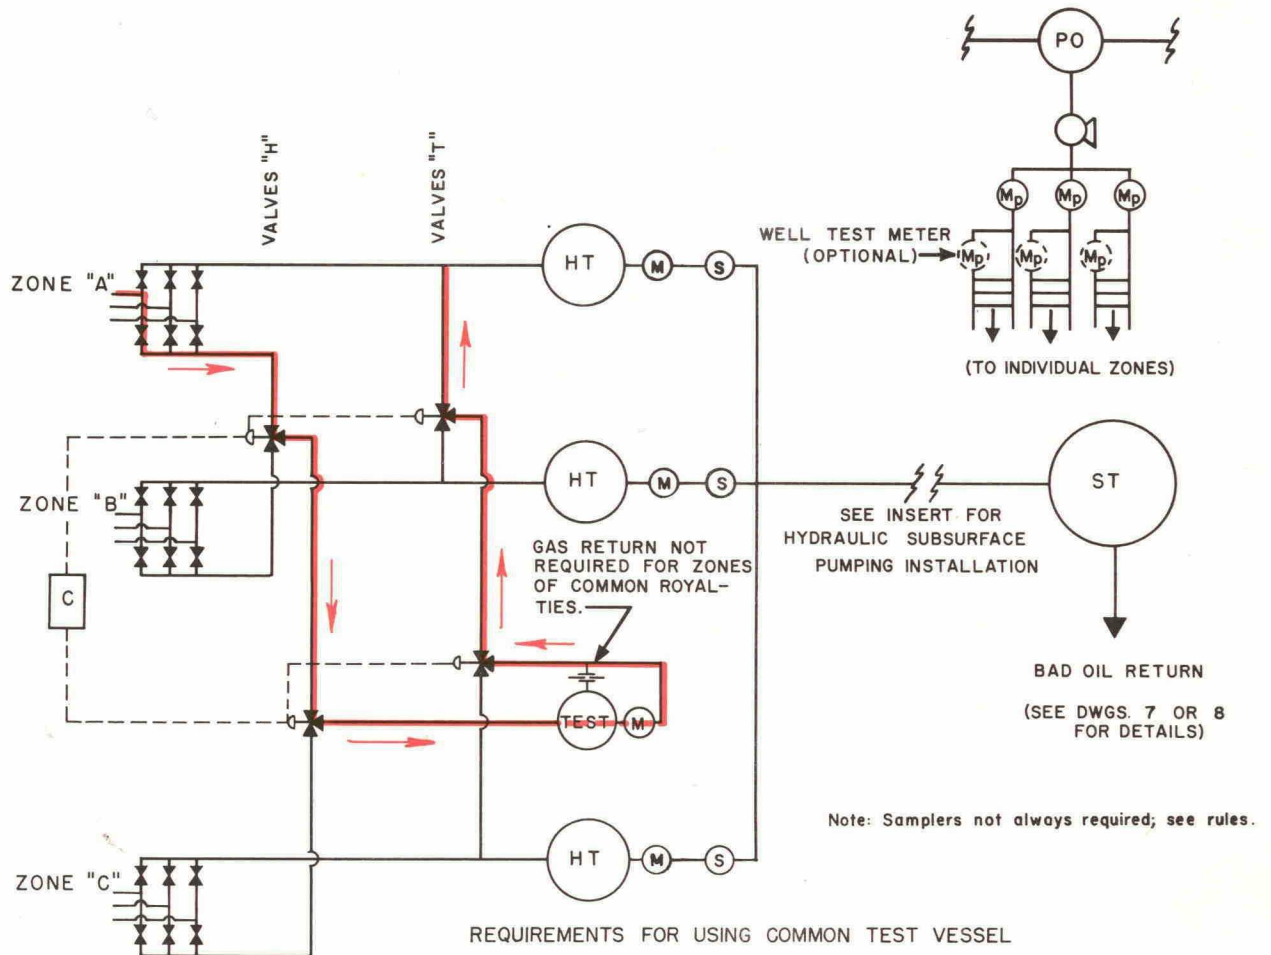 PO
VALVES "H"
VALVES "T"
Mp
Mp
Mp
WELL TEST METER
(OPTIONAL)
Mp
Mp
Mp
HT
M
S
ZONE "A"
(TO INDIVIDUAL ZONES)
ZONE "B"
HT
M
S
ST
SEE INSERT FOR
HYDRAULIC SUBSURFACE
PUMPING INSTALLATION
GAS RETURN NOT
REQUIRED FOR ZONES
OF COMMON ROYAL-
TIES.
C
TEST
M
BAD OIL RETURN
(SEE DWGS. 7 OR 8
FOR DETAILS)
Note: Samplers not always required; see rules.
ZONE "C"
HT
M
S
REQUIREMENTS FOR USING COMMON TEST VESSEL